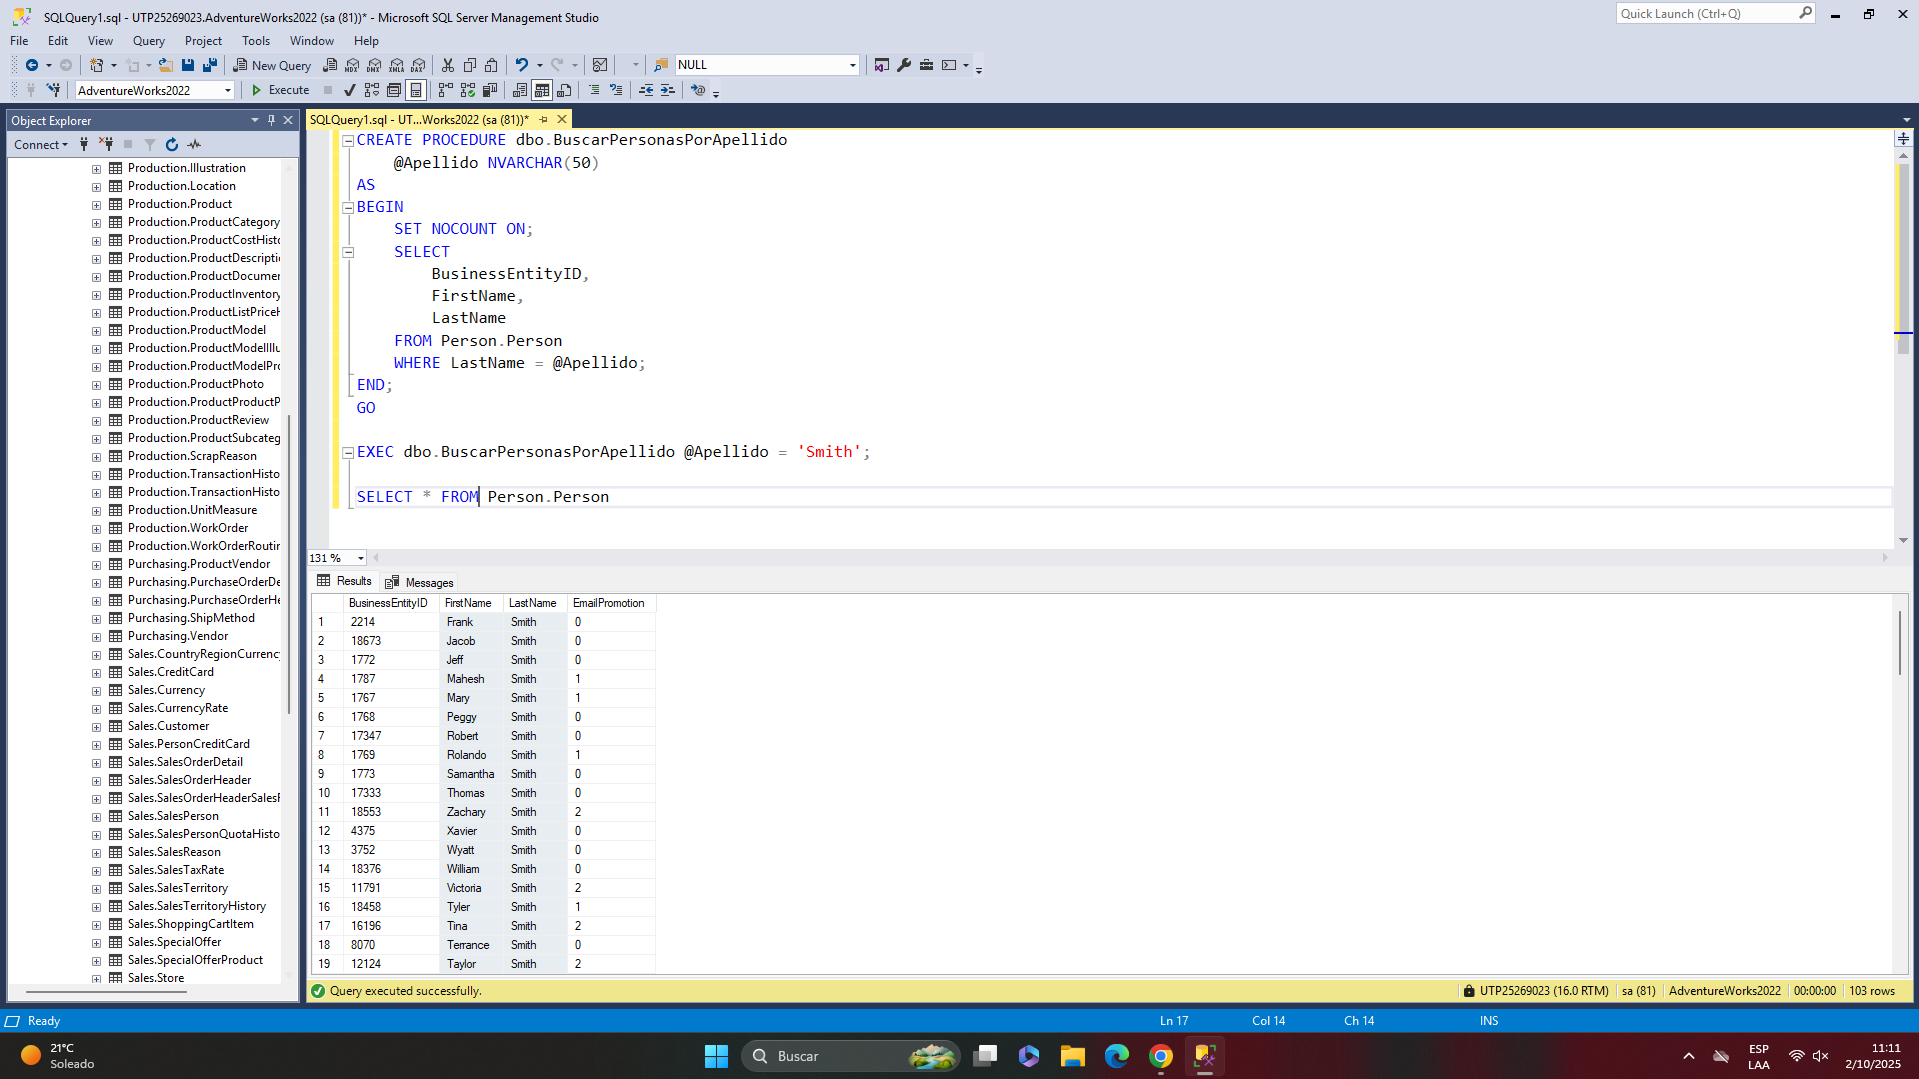 SQLQuery1.sql - UTP25269023.AdventureWorks2022 (sa (81))* - Microsoft SQL Server Management Studio
Quick Launch (Ctrl+Q)
File Edit View Query Project Tools Window Help
New Query
MDX DMX XMLA DAX
NULL
AdventureWorks2022
Execute
Object Explorer
Connect
Production.Illustration
Production.Location
Production.Product
Production.ProductCategory
Production.ProductCostHisto
Production.ProductDescripti
Production.ProductDocumer
Production.ProductInventory
Production.ProductListPriceH
Production.ProductModel
Production.ProductModelIllu
Production.ProductModelPro
Production.ProductPhoto
Production.ProductProductP
Production.ProductReview
Production.ProductSubcateg
Production.ScrapReason
Production.TransactionHisto
Production.TransactionHisto
Production.UnitMeasure
Production.WorkOrder
Production.WorkOrderRoutin
Purchasing.ProductVendor
Purchasing.PurchaseOrderDe
Purchasing.PurchaseOrderHe
Purchasing.ShipMethod
Purchasing.Vendor
Sales.CountryRegionCurrenc
Sales.CreditCard
Sales.Currency
Sales.CurrencyRate
Sales.Customer
Sales.PersonCreditCard
Sales.SalesOrderDetail
Sales.SalesOrderHeader
Sales.SalesOrderHeaderSalesF
Sales.SalesPerson
Sales.SalesPersonQuotaHisto
Sales.SalesReason
Sales.SalesTaxRate
Sales.SalesTerritory
Sales.SalesTerritoryHistory
Sales.ShoppingCartItem
Sales.SpecialOffer
Sales.SpecialOfferProduct
Sales.Store
SQLQuery1.sql - UT...Works2022 (sa (81))*
CREATE PROCEDURE dbo.BuscarPersonasPorApellido
@Apellido NVARCHAR(50)
AS
BEGIN
SET NOCOUNT ON;
SELECT
BusinessEntityID,
FirstName,
LastName
FROM Person.Person
WHERE LastName = @Apellido;
END;
GO
EXEC dbo.BuscarPersonasPorApellido @Apellido = 'Smith';
SELECT * FROM Person.Person
131 %
Results Messages
BusinessEntityID FirstName LastName EmailPromotion
1 2214 Frank Smith 0
2 18673 Jacob Smith 0
3 1772 Jeff Smith 0
4 1787 Mahesh Smith 1
5 1767 Mary Smith 1
6 1768 Peggy Smith 0
7 17347 Robert Smith 0
8 1769 Rolando Smith 1
9 1773 Samantha Smith 0
10 17333 Thomas Smith 0
11 18553 Zachary Smith 2
12 4375 Xavier Smith 0
13 3752 Wyatt Smith 0
14 18376 William Smith 0
15 11791 Victoria Smith 2
16 18458 Tyler Smith 1
17 16196 Tina Smith 2
18 8070 Terrance Smith 0
19 12124 Taylor Smith 2
Query executed successfully.
UTP25269023 (16.0 RTM) sa (81) AdventureWorks2022 00:00:00 103 rows
Ready
Ln 17 Col 14 Ch 14 INS
21°C
Soleado
Buscar
ESP
LAA
11:11
2/10/2025